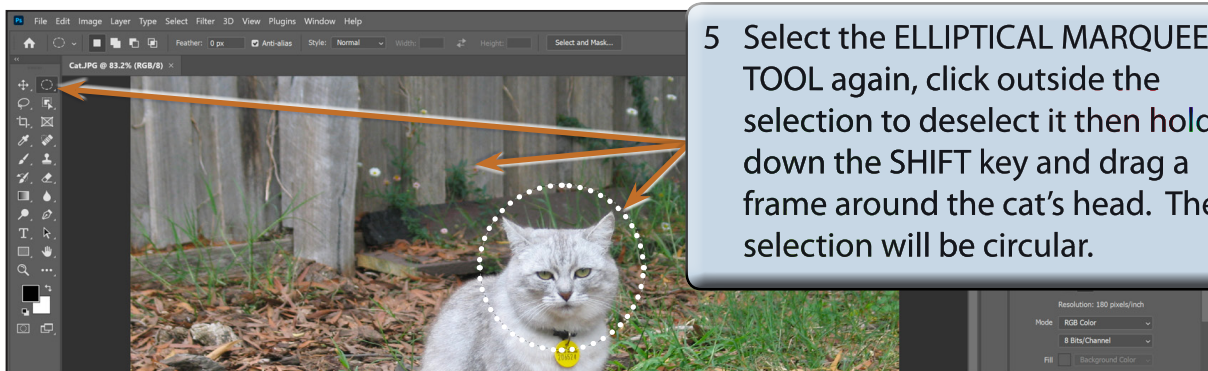 Ps File Edit Image Layer Type Select Filter 3D View Plugins Window Help
Feather: 0 px Anti-alias Style: Normal Width: Height: Select and Mask...
Cat.JPG @ 83.2% (RGB/8) ×
5 Select the ELLIPTICAL MARQUEE
TOOL again, click outside the
selection to deselect it then hold
down the SHIFT key and drag a
frame around the cat's head. The
selection will be circular.
Resolution: 180 pixels/inch
Mode RGB Color
8 Bits/Channel
Fill Background Color